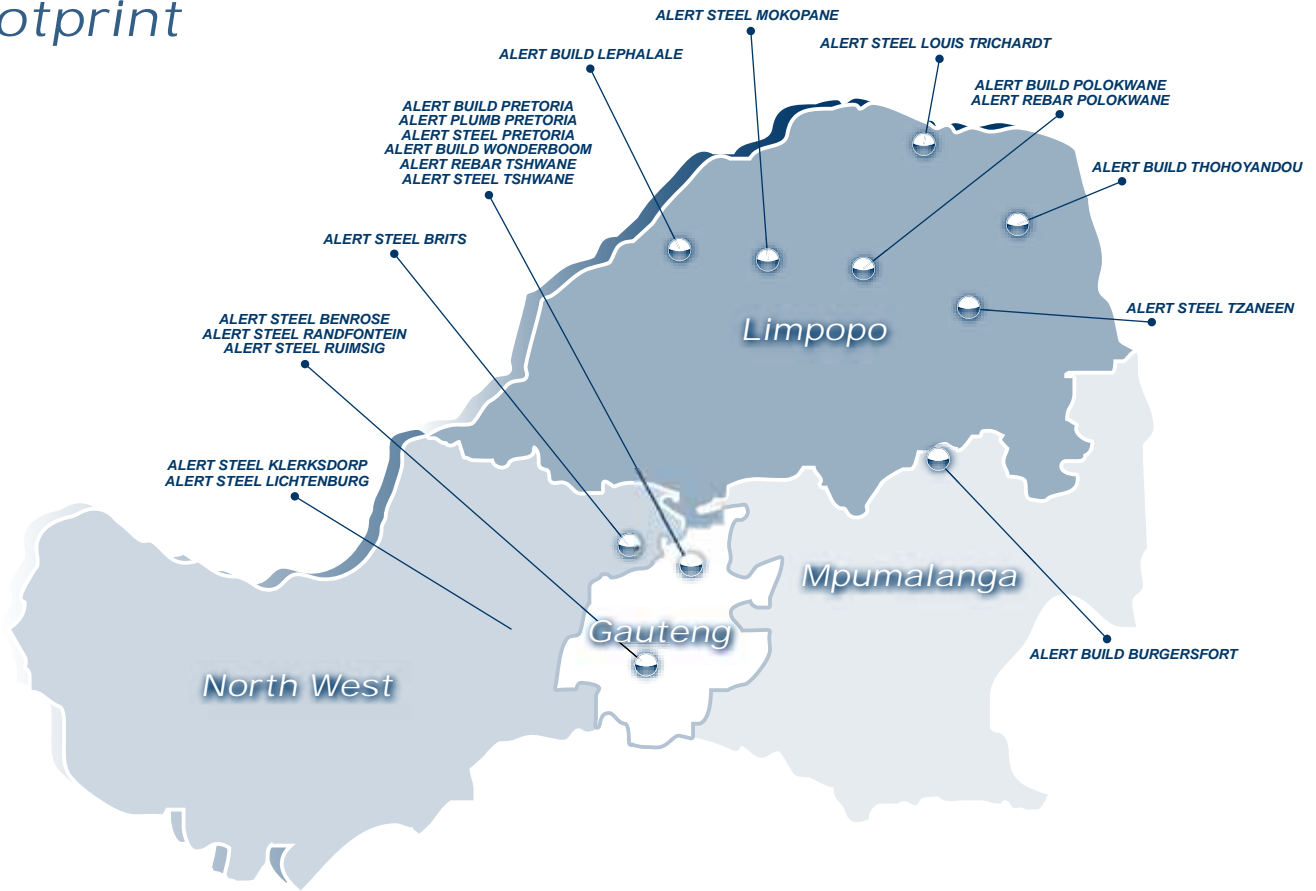 otprint
ALERT STEEL MOKOPANE
ALERT STEEL LOUIS TRICHARDT
ALERT BUILD LEPHALALE
ALERT BUILD POLOKWANE
ALERT REBAR POLOKWANE
ALERT BUILD PRETORIA
ALERT PLUMB PRETORIA
ALERT STEEL PRETORIA
ALERT BUILD WONDERBOOM
ALERT REBAR TSHWANE
ALERT STEEL TSHWANE
ALERT BUILD THOHOYANDOU
ALERT STEEL BRITS
ALERT STEEL TZANEEN
ALERT STEEL BENROSE
ALERT STEEL RANDFONTEIN
ALERT STEEL RUIMSIG
Limpopo
ALERT STEEL KLERKSDORP
ALERT STEEL LICHTENBURG
Mpumalanga
Gauteng
ALERT BUILD BURGERSFORT
North West